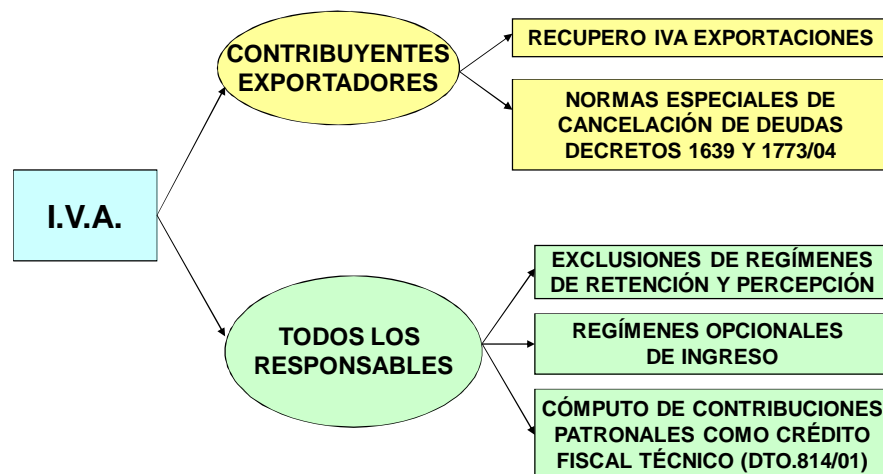 I.V.A.
CONTRIBUYENTES
EXPORTADORES
RECUPERO IVA EXPORTACIONES
NORMAS ESPECIALES DE
CANCELACIÓN DE DEUDAS
DECRETOS 1639 Y 1773/04
TODOS LOS
RESPONSABLES
EXCLUSIONES DE REGÍMENES
DE RETENCIÓN Y PERCEPCIÓN
REGÍMENES OPCIONALES
DE INGRESO
CÓMPUTO DE CONTRIBUCIONES
PATRONALES COMO CRÉDITO
FISCAL TÉCNICO (DTO.814/01)